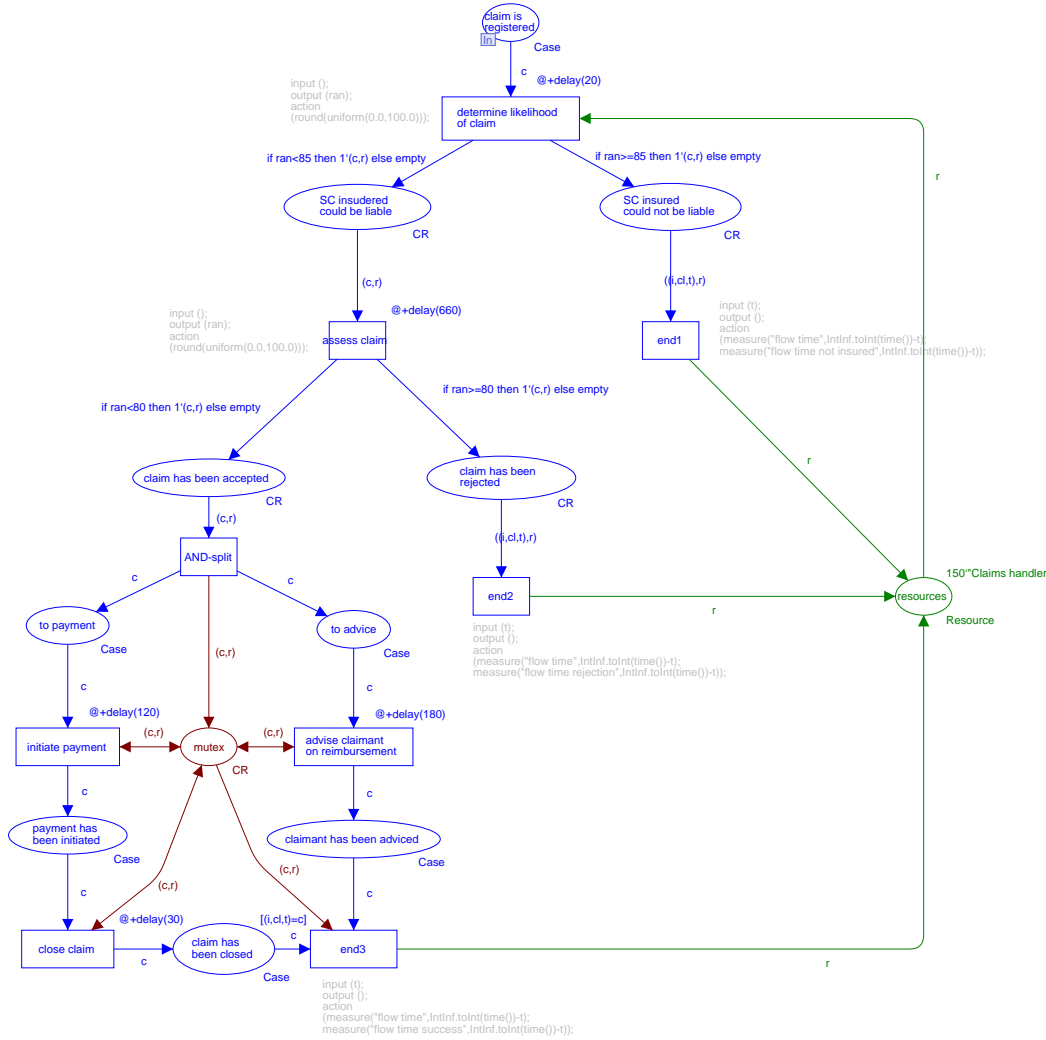 claim is
registered
In
Case
c
@+delay(20)
input ();
output (ran);
action
(round(uniform(0.0,100.0)));
determine likelihood
of claim
r
if ran<85 then 1'(c,r) else empty
if ran>=85 then 1'(c,r) else empty
SC insudered
could be liable
CR
SC insured
could not be liable
CR
(c,r)
((i,cl,t),r)
@+delay(660)
input ();
output (ran);
action
(round(uniform(0.0,100.0)));
assess claim
end1
input (t);
output ();
action
(measure("flow time",IntInf.toInt(time())-t);
measure("flow time not insured",IntInf.toInt(time())-t));
if ran<80 then 1'(c,r) else empty
if ran>=80 then 1'(c,r) else empty
r
claim has been accepted
CR
claim has been
rejected
CR
(c,r)
((i,cl,t),r)
AND-split
c
c
end2
r
150'"Claims handler
resources
Resource
input (t);
output ();
action
(measure("flow time",IntInf.toInt(time())-t);
measure("flow time rejection",IntInf.toInt(time())-t));
to payment
Case
to advice
Case
(c,r)
c
c
@+delay(120)
@+delay(180)
initiate payment
(c,r)
mutex
CR
(c,r)
advise claimant
on reimbursement
c
c
payment has
been initiated
Case
claimant has been adviced
Case
c
(c,r)
(c,r)
c
@+delay(30)
[(i,cl,t)=c]
close claim
c
claim has
been closed
Case
c
end3
r
input (t);
output ();
action
(measure("flow time",IntInf.toInt(time())-t);
measure("flow time success",IntInf.toInt(time())-t));